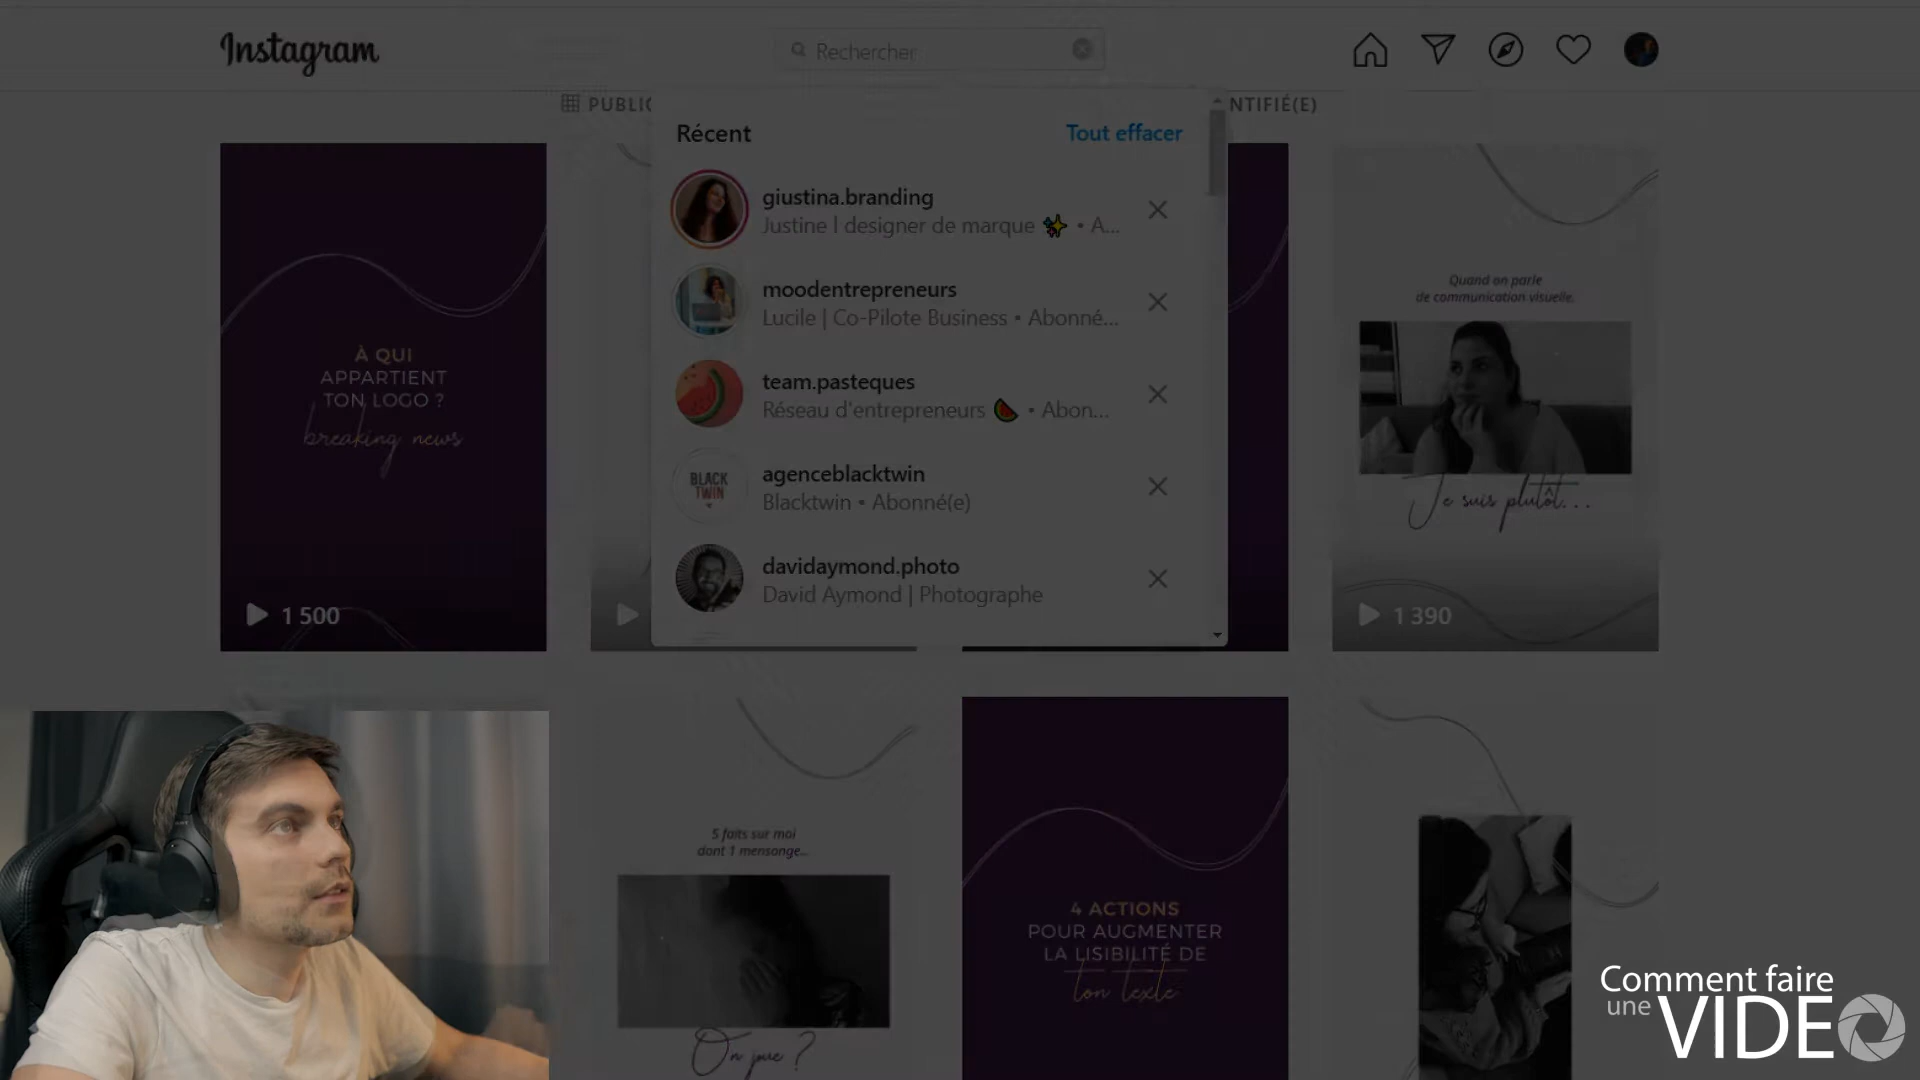 Instagram
Rechercher
PUBLIC
NTIFIÉ(E)
Récent
Tout effacer
giustina.branding
Justine l designer de marque ✨ • A...
moodentrepreneurs
Lucile | Co-Pilote Business • Abonné...
team.pasteques
Réseau d'entrepreneurs 🍉 • Abon...
BLACK
TWIN
agenceblacktwin
Blacktwin • Abonné(e)
davidaymond.photo
David Aymond | Photographe
À QUI
APPARTIENT
TON LOGO ?
breaking news
1 500
Quand on parle
de communication visuelle,
Je suis plutôt...
1 390
5 faits sur moi
dont 1 mensonge...
On joue ?
4 ACTIONS
POUR AUGMENTER
LA LISIBILITÉ DE
ton texte
Comment faire
une VIDEO